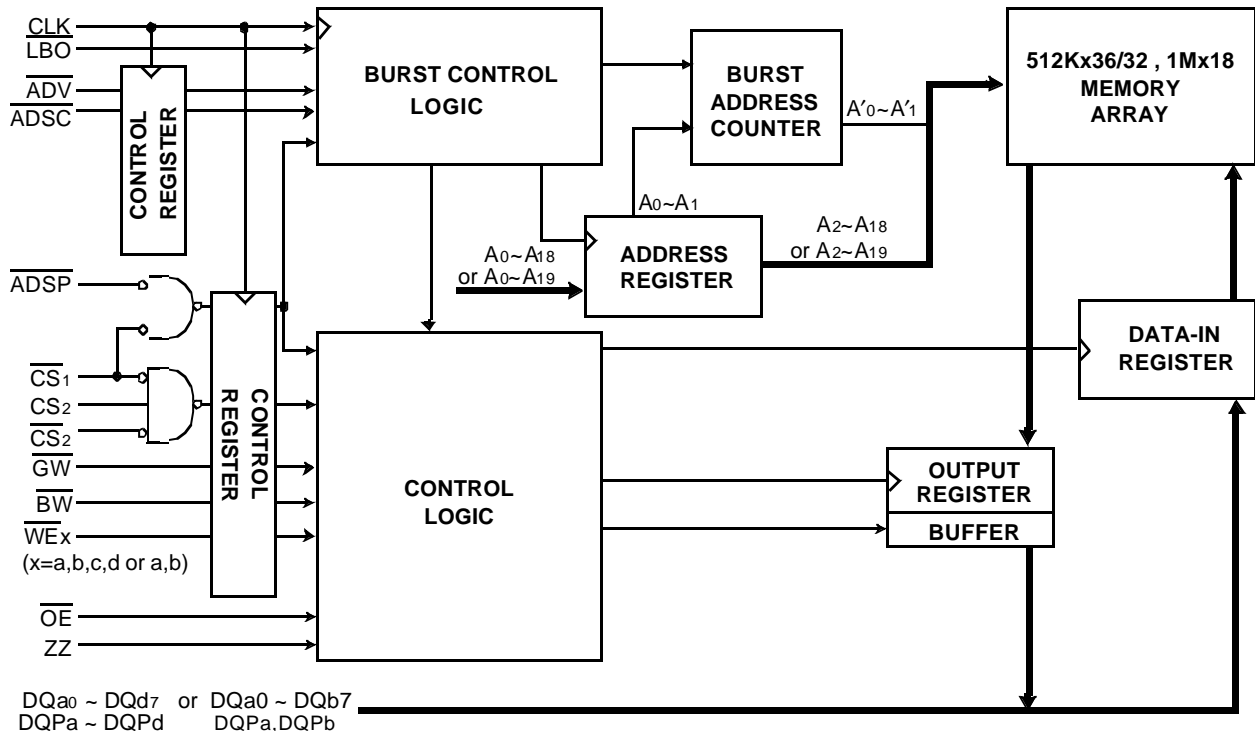 CLK
LBO
ADV
ADSC
CONTROL
REGISTER
BURST CONTROL
LOGIC
BURST
ADDRESS
COUNTER
A′0~A′1
512Kx36/32 , 1Mx18
MEMORY
ARRAY
A0~A1
A0~A18
or A0~A19
ADDRESS
REGISTER
A2~A18
or A2~A19
ADSP
CS1
CS2
CS2
GW
BW
WEx
(x=a,b,c,d or a,b)
OE
ZZ
CONTROL
REGISTER
CONTROL
LOGIC
DATA-IN
REGISTER
OUTPUT
REGISTER
BUFFER
DQa0 ~ DQd7 or DQa0 ~ DQb7
DQPa ~ DQPd DQPa,DQPb